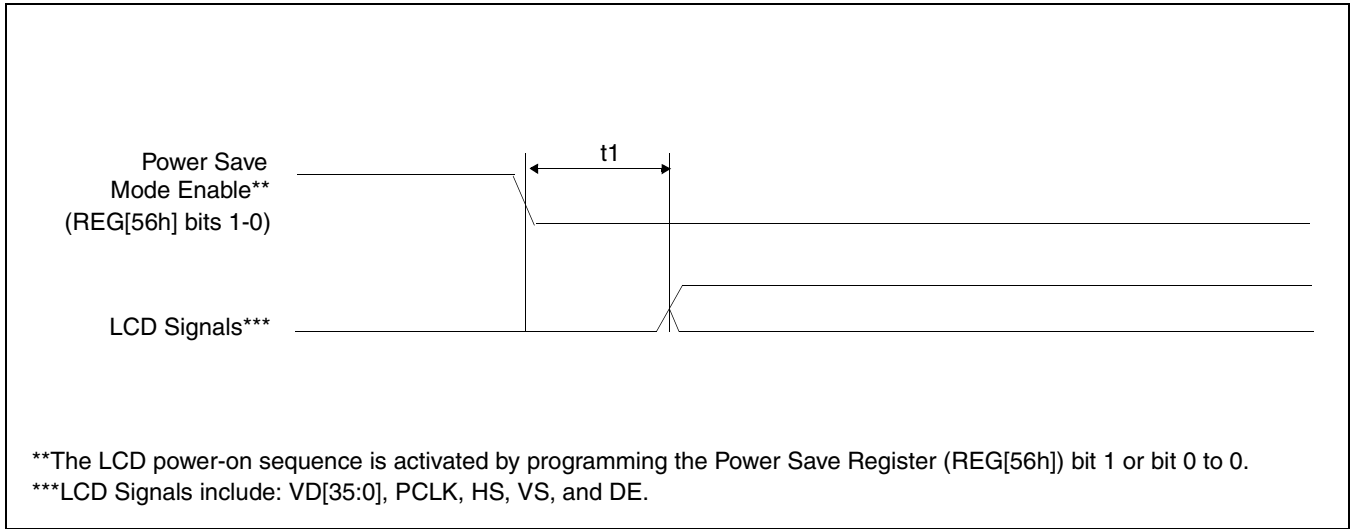 t1
Power Save
Mode Enable**
(REG[56h] bits 1-0)
LCD Signals***
**The LCD power-on sequence is activated by programming the Power Save Register (REG[56h]) bit 1 or bit 0 to 0.
***LCD Signals include: VD[35:0], PCLK, HS, VS, and DE.